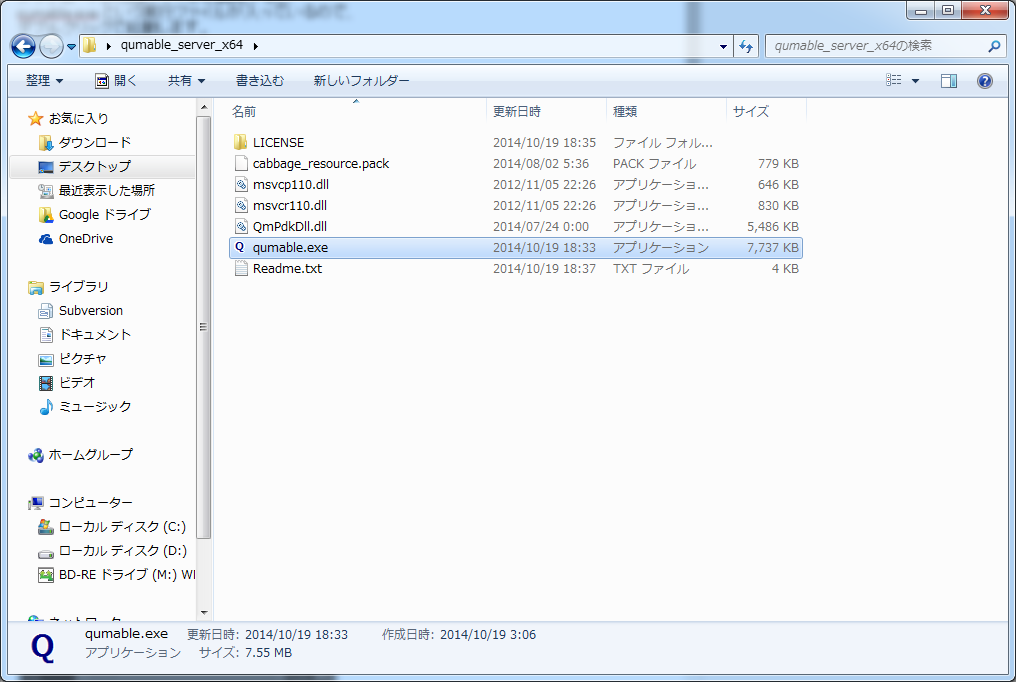 qumable_server_x64
qumable_server_x64の検索
整理 開く 共有 書き込む 新しいフォルダー
名前 更新日時 種類 サイズ
LICENSE 2014/10/19 18:35 ファイル フォル...
cabbage_resource.pack 2014/08/02 5:36 PACK ファイル 779 KB
msvcp110.dll 2012/11/05 22:26 アプリケーショ... 646 KB
msvcr110.dll 2012/11/05 22:26 アプリケーショ... 830 KB
QmPdkDll.dll 2014/07/24 0:00 アプリケーショ... 5,486 KB
Q qumable.exe 2014/10/19 18:33 アプリケーション 7,737 KB
Readme.txt 2014/10/19 18:37 TXT ファイル 4 KB
お気に入り
ダウンロード
デスクトップ
最近表示した場所
Google ドライブ
OneDrive
ライブラリ
Subversion
ドキュメント
ピクチャ
ビデオ
ミュージック
ホームグループ
コンピューター
ローカル ディスク (C:)
ローカル ディスク (D:)
BD-RE ドライブ (M:) WI
Q
qumable.exe 更新日時: 2014/10/19 18:33 作成日時: 2014/10/19 3:06
アプリケーション サイズ: 7.55 MB